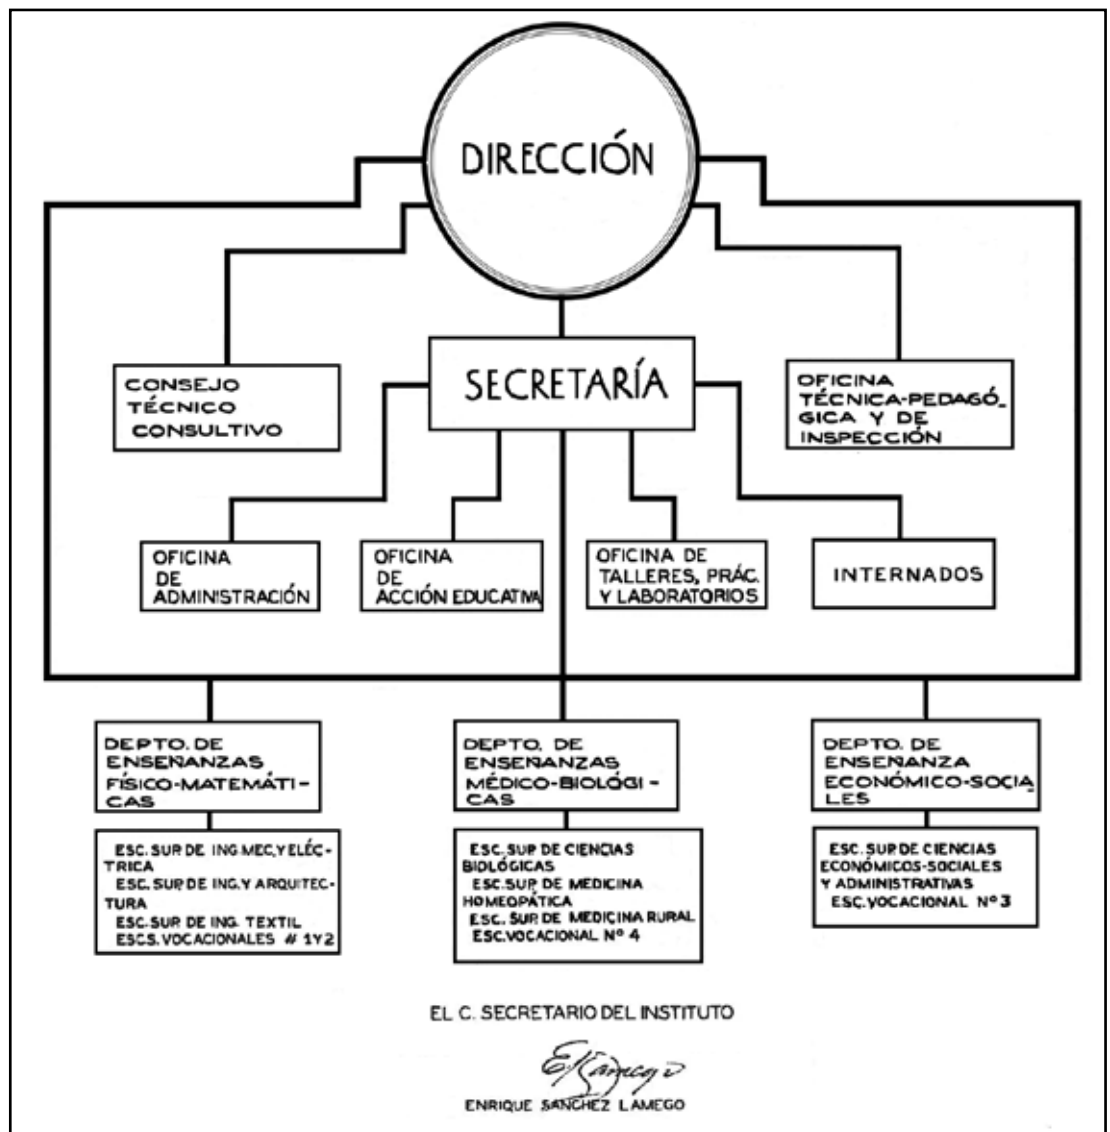 DIRECCIÓN
SECRETARÍA
CONSEJO
TÉCNICO
CONSULTIVO
OFICINA
TÉCNICA-PEDAGÓ-
GICA Y DE
INSPECCIÓN
OFICINA
DE
ADMINISTRACIÓN
OFICINA
DE
ACCIÓN EDUCATIVA
OFICINA DE
TALLERES, PRÁC.
Y LABORATORIOS
INTERNADOS
DEPTO. DE
ENSEÑANZAS
FÍSICO-MATEMÁTI-
CAS
DEPTO. DE
ENSEÑANZAS
MÉDICO-BIOLÓGI-
CAS
DEPTO. DE
ENSEÑANZA
ECONÓMICO-SOCIA-
LES
ESC. SUP. DE ING. MEC. Y ELÉC-
TRICA
ESC. SUP. DE ING. Y ARQUITEC-
TURA
ESC. SUP. DE ING. TEXTIL
ESCS. VOCACIONALES # 1 Y 2
ESC. SUP. DE CIENCIAS
BIOLÓGICAS
ESC. SUP. DE MEDICINA
HOMEOPÁTICA
ESC. SUP. DE MEDICINA RURAL
ESC. VOCACIONAL Nº 4
ESC. SUP. DE CIENCIAS
ECONÓMICOS-SOCIALES
Y ADMINISTRATIVAS
ESC. VOCACIONAL Nº 3
EL C. SECRETARIO DEL INSTITUTO
E. S. Lamego
ENRIQUE SANCHEZ LAMEGO